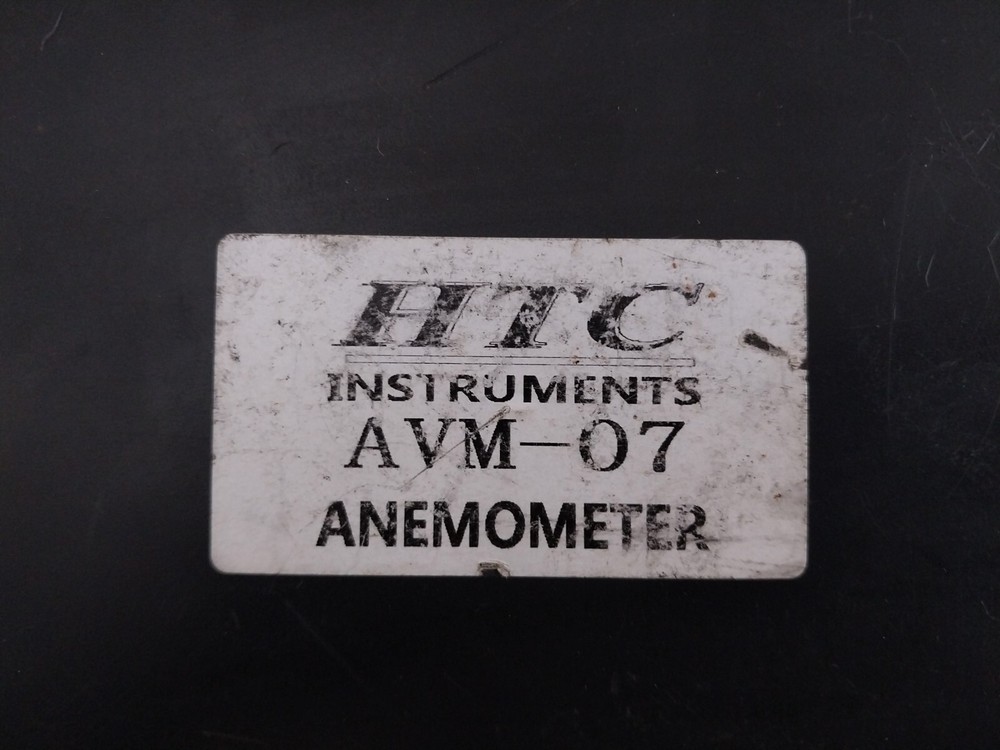 HTC
INSTRUMENTS
AVM-07
ANEMOMETER